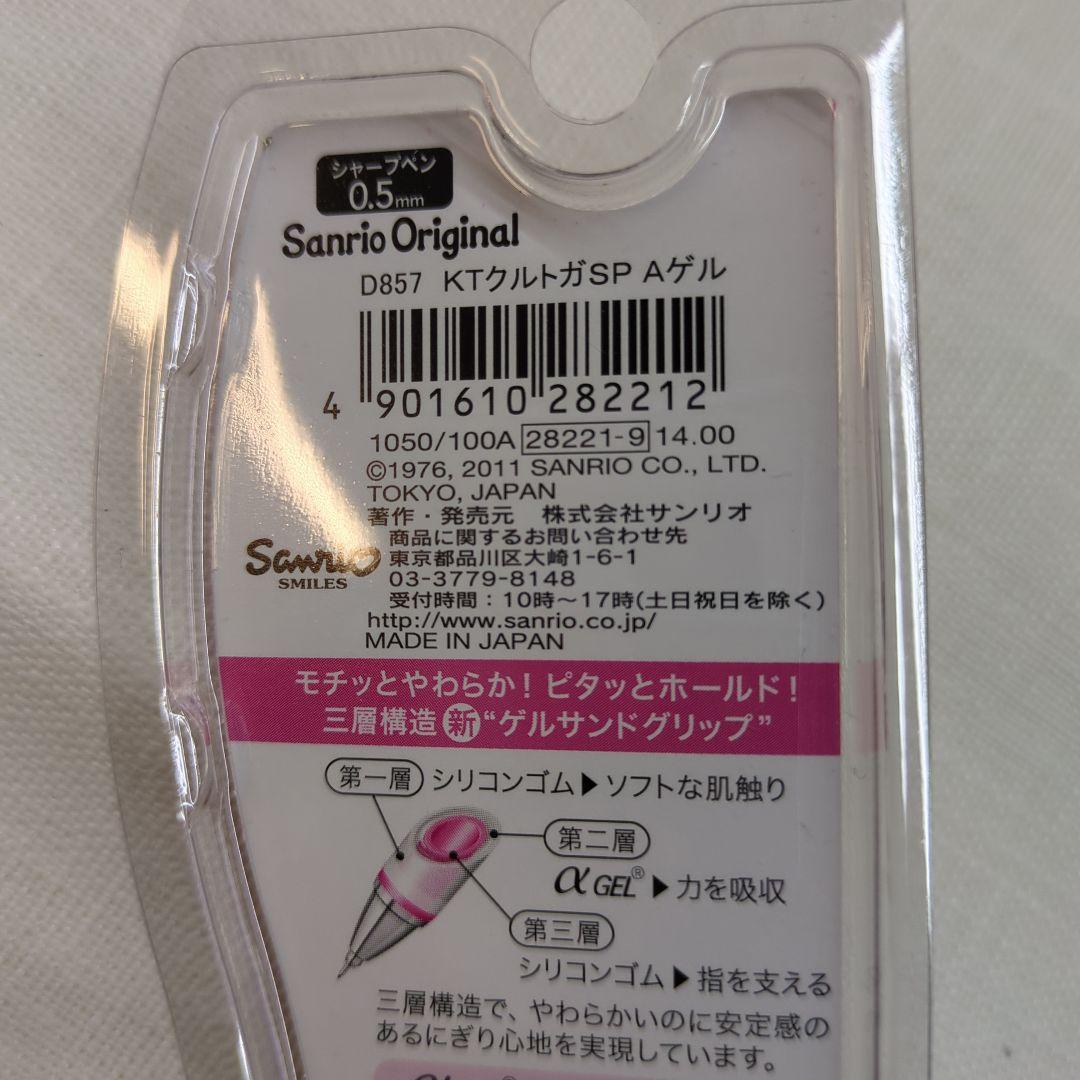 シャープペン
0.5mm
Sanrio Original
D857 KTクルトガSP Aゲル
4 901610 282212
1050/100A 28221-9 14.00
©1976, 2011 SANRIO CO., LTD.
TOKYO, JAPAN
著作・発売元 株式会社サンリオ
商品に関するお問い合わせ先
Sanrio
SMILES
東京都品川区大崎1-6-1
03-3779-8148
受付時間：10時〜17時(土日祝日を除く)
http://www.sanrio.co.jp/
MADE IN JAPAN
モチッとやわらか！ピタッとホールド！
三層構造 新 “ゲルサンドグリップ”
第一層 シリコンゴム▶ソフトな肌触り
第二層
αGEL®▶力を吸収
第三層
シリコンゴム▶指を支える
三層構造で、やわらかいのに安定感の
あるにぎり心地を実現しています。